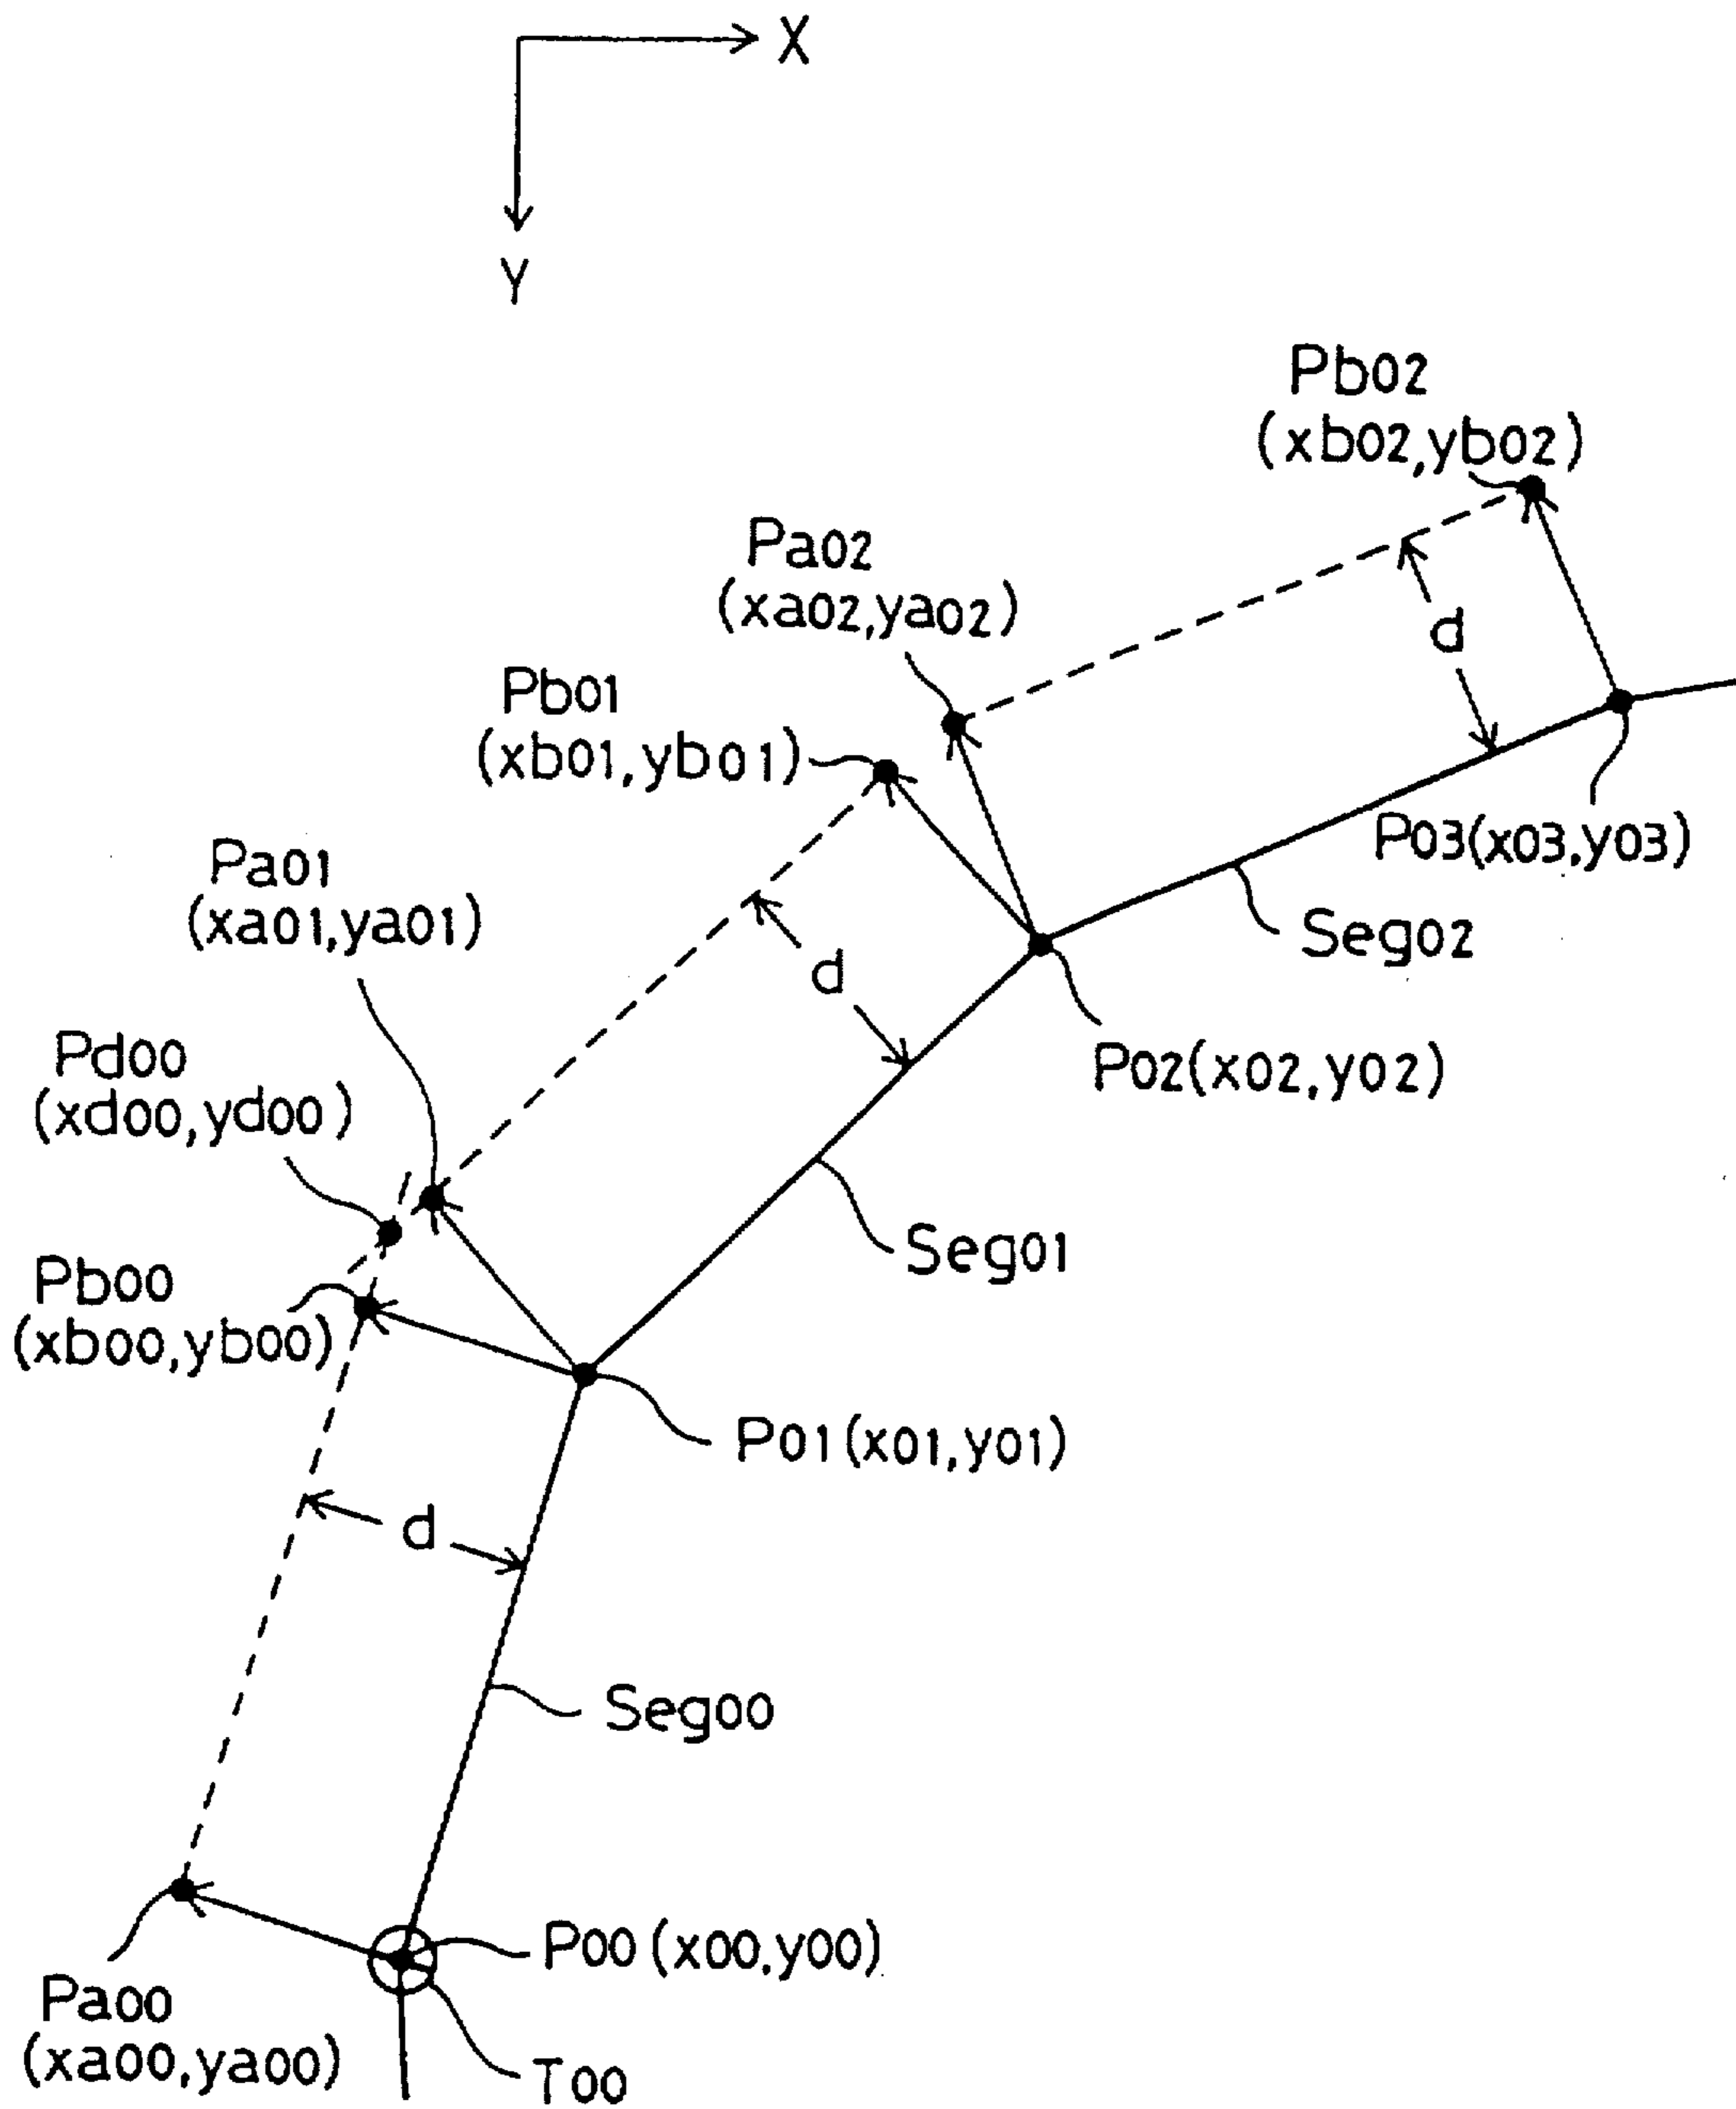 X
Y
Pb02
(xb02,yb02)
Pa02
(xa02,ya02)
d
Pb01
(xb01,yb01)
P03(x03,y03)
Pa01
(xa01,ya01)
Seg02
d
Pd00
(xd00,yd00)
P02(x02,y02)
Seg01
Pb00
(xb00,yb00)
P01(x01,y01)
d
Seg00
P00(x00,y00)
Pa00
(xa00,ya00)
T00